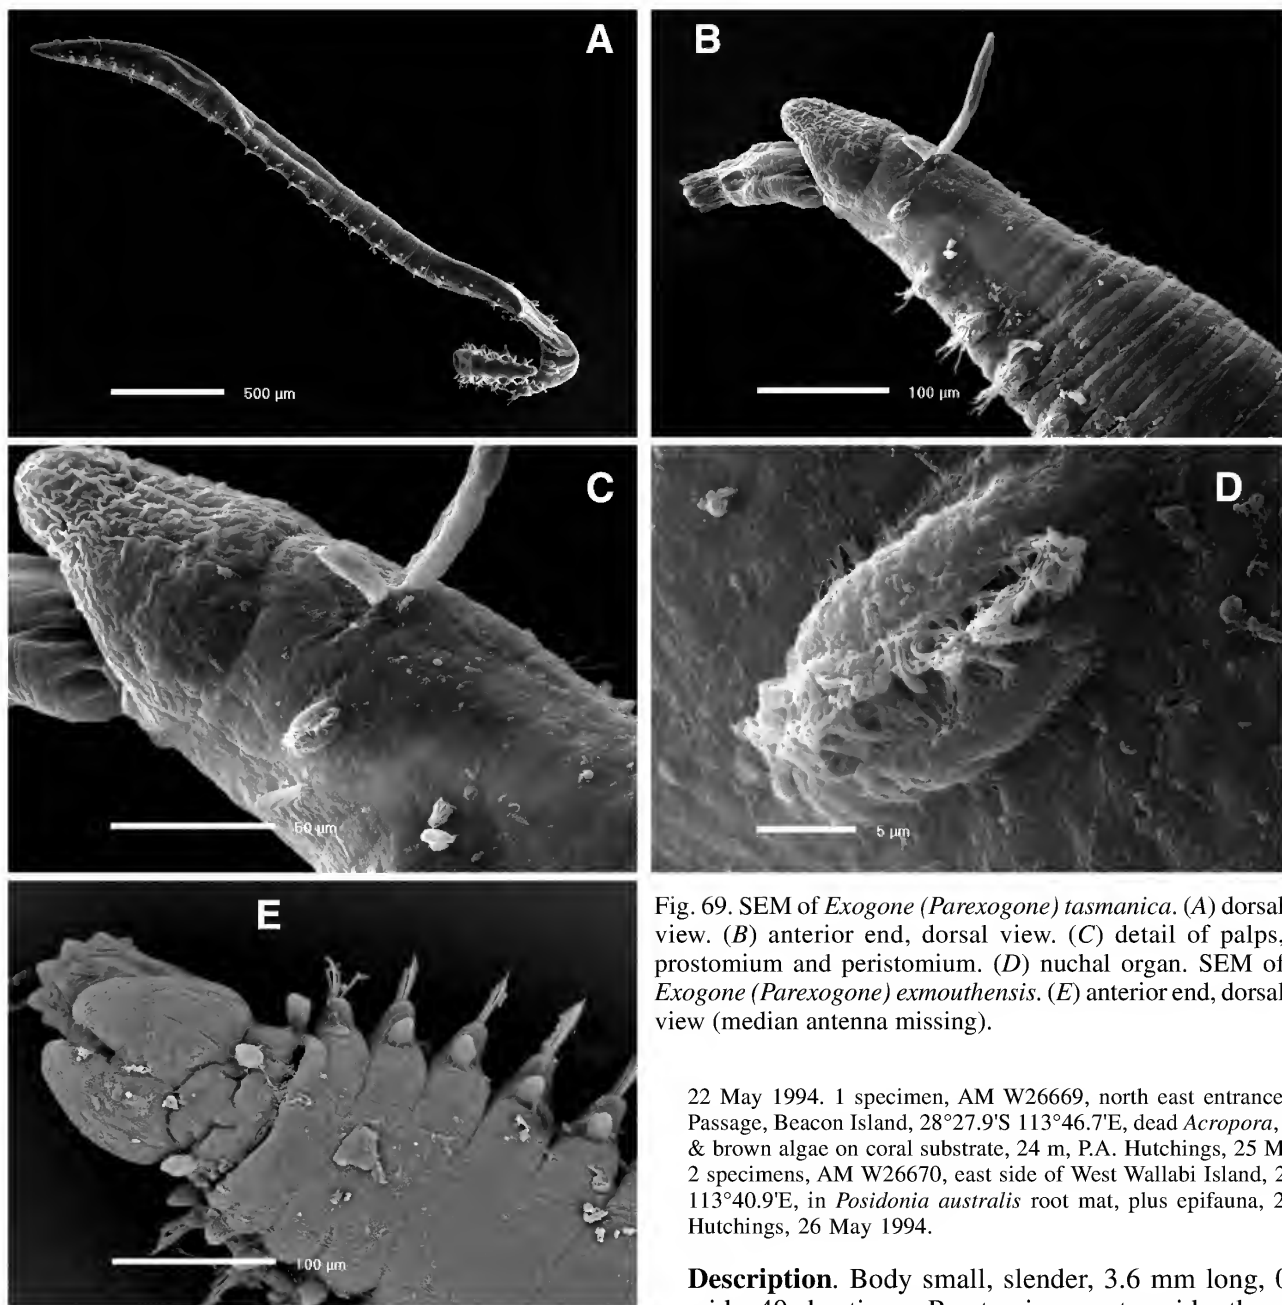 A
B
500 µm
100 µm
C
D
50 µm
5 µm
E
100 µm
Fig. 69. SEM of Exogone (Parexogone) tasmanica. (A) dorsal
view. (B) anterior end, dorsal view. (C) detail of palps,
prostomium and peristomium. (D) nuchal organ. SEM of
Exogone (Parexogone) exmouthensis. (E) anterior end, dorsal
view (median antenna missing).
22 May 1994. 1 specimen, AM W26669, north east entrance
Passage, Beacon Island, 28°27.9'S 113°46.7'E, dead Acropora,
& brown algae on coral substrate, 24 m, P.A. Hutchings, 25 M
2 specimens, AM W26670, east side of West Wallabi Island, 2
113°40.9'E, in Posidonia australis root mat, plus epifauna, 2
Hutchings, 26 May 1994.
Description. Body small, slender, 3.6 mm long, 0